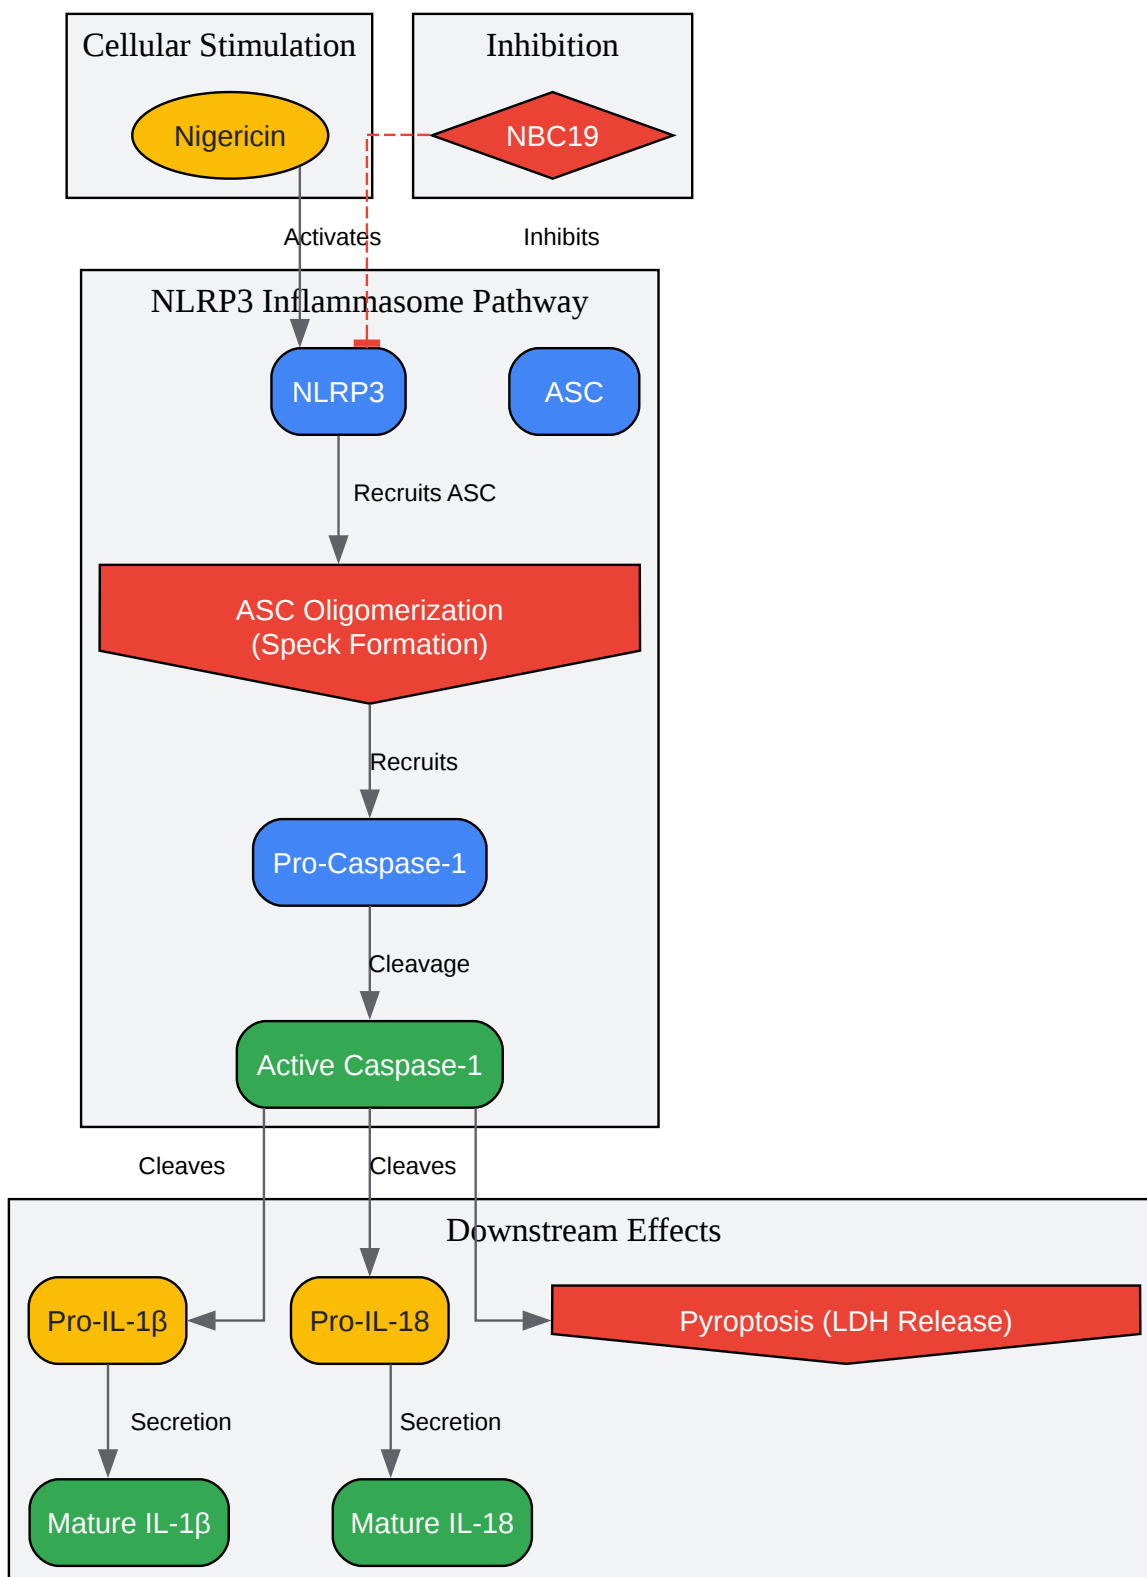 Cellular Stimulation
Inhibition
Nigericin
NBC19
Activates
Inhibits
NLRP3 Inflammasome Pathway
NLRP3
ASC
Recruits ASC
ASC Oligomerization
(Speck Formation)
Recruits
Pro-Caspase-1
Cleavage
Active Caspase-1
Cleaves
Cleaves
Downstream Effects
Pro-IL-1β
Pro-IL-18
Pyroptosis (LDH Release)
Secretion
Secretion
Mature IL-1β
Mature IL-18